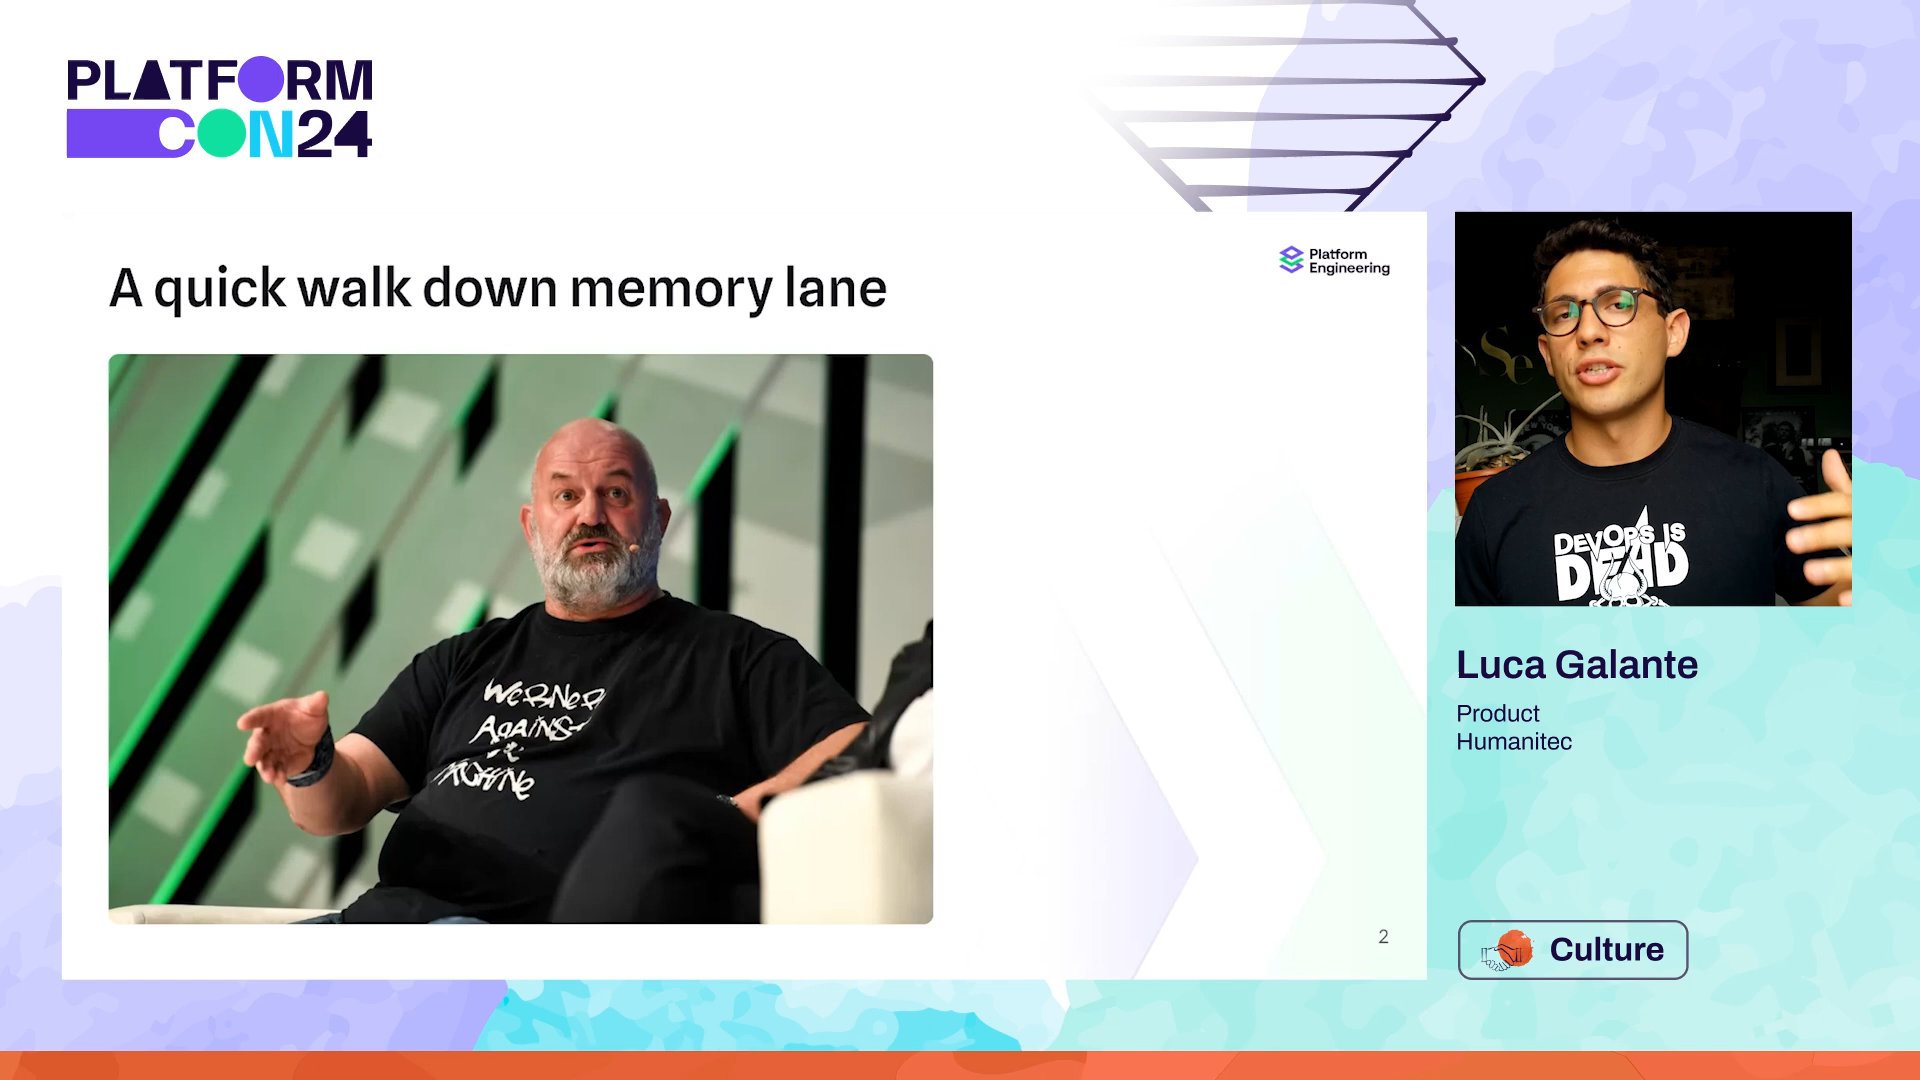 PLATFORM
CON24
Platform
Engineering
A quick walk down memory lane
WERNER
AGAINST
MACHINE
2
Se
DEVOPS IS
DEAD
Luca Galante
Product
Humanitec
Culture